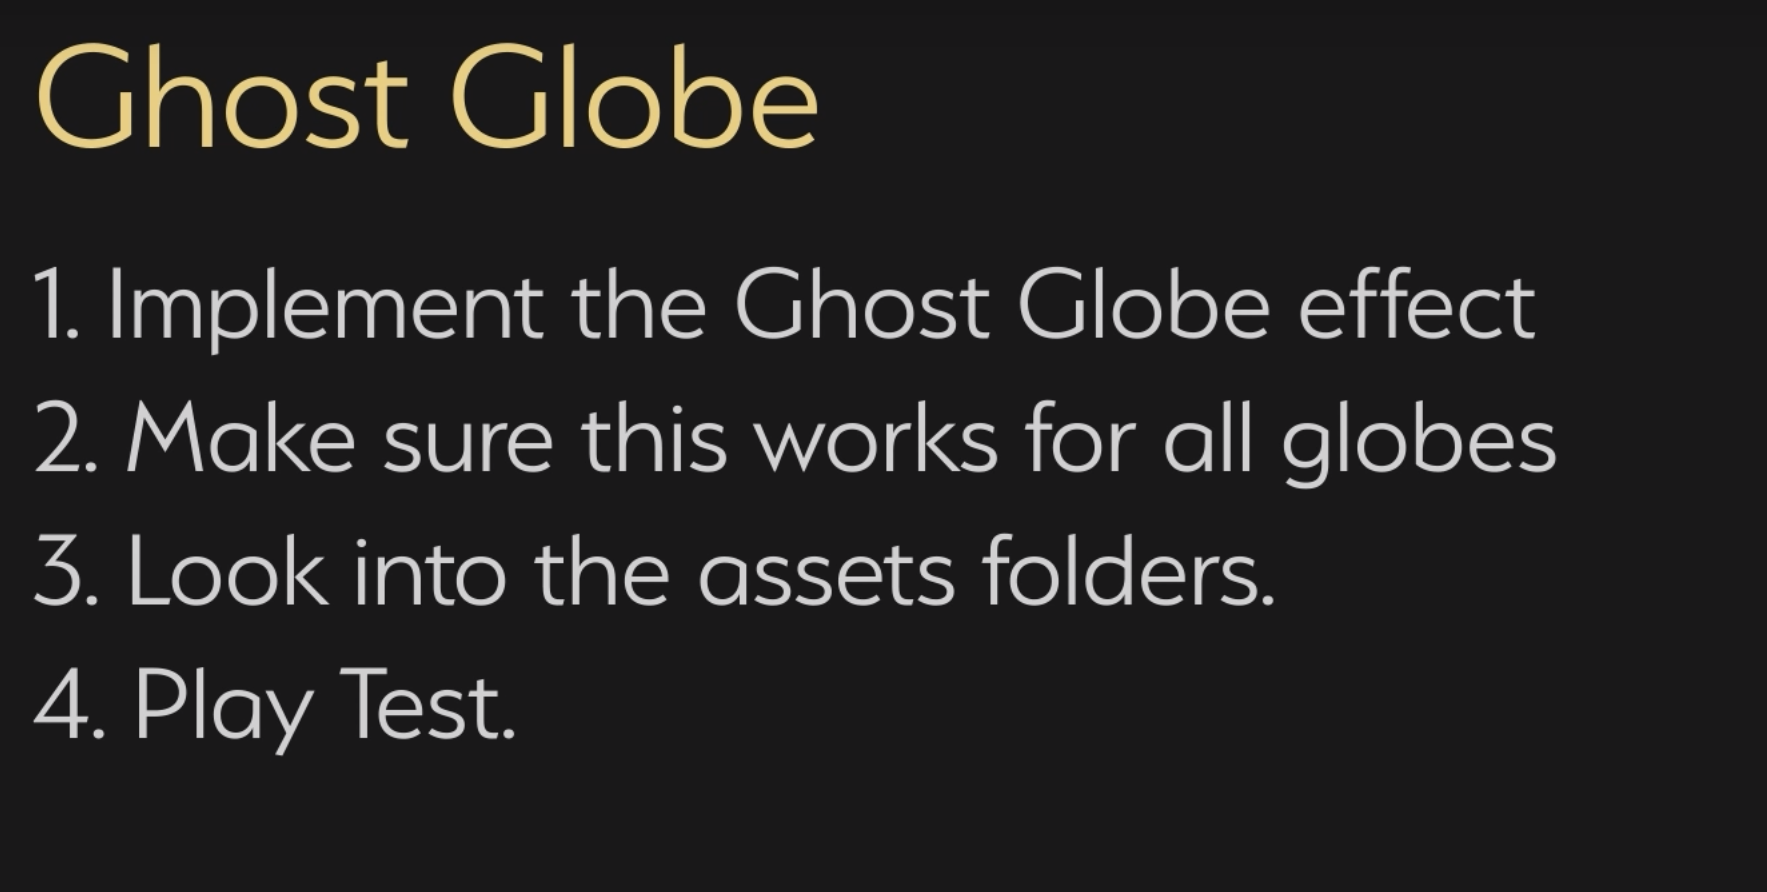 Ghost Globe
1. Implement the Ghost Globe effect
2. Make sure this works for all globes
3. Look into the assets folders.
4. Play Test.